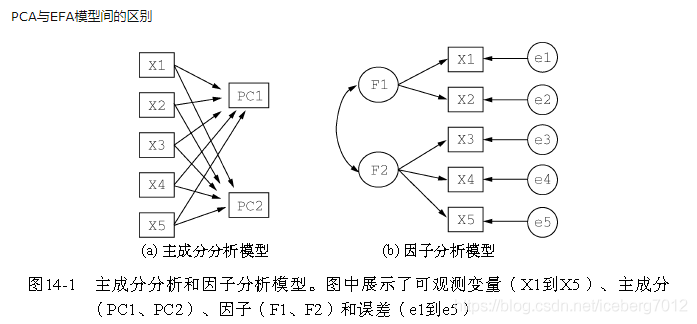 PCA与EFA模型间的区别
X1
X2
X3
X4
X5
PC1
PC2
(a) 主成分分析模型
F1
F2
X1
X2
X3
X4
X5
e1
e2
e3
e4
e5
(b) 因子分析模型
图14-1 主成分分析和因子分析模型。图中展示了可观测变量（X1到X5）、主成分
（PC1、PC2）、因子（F1、F2）和误差（e1到e5）
https://blog.csdn.net/iceberg7012